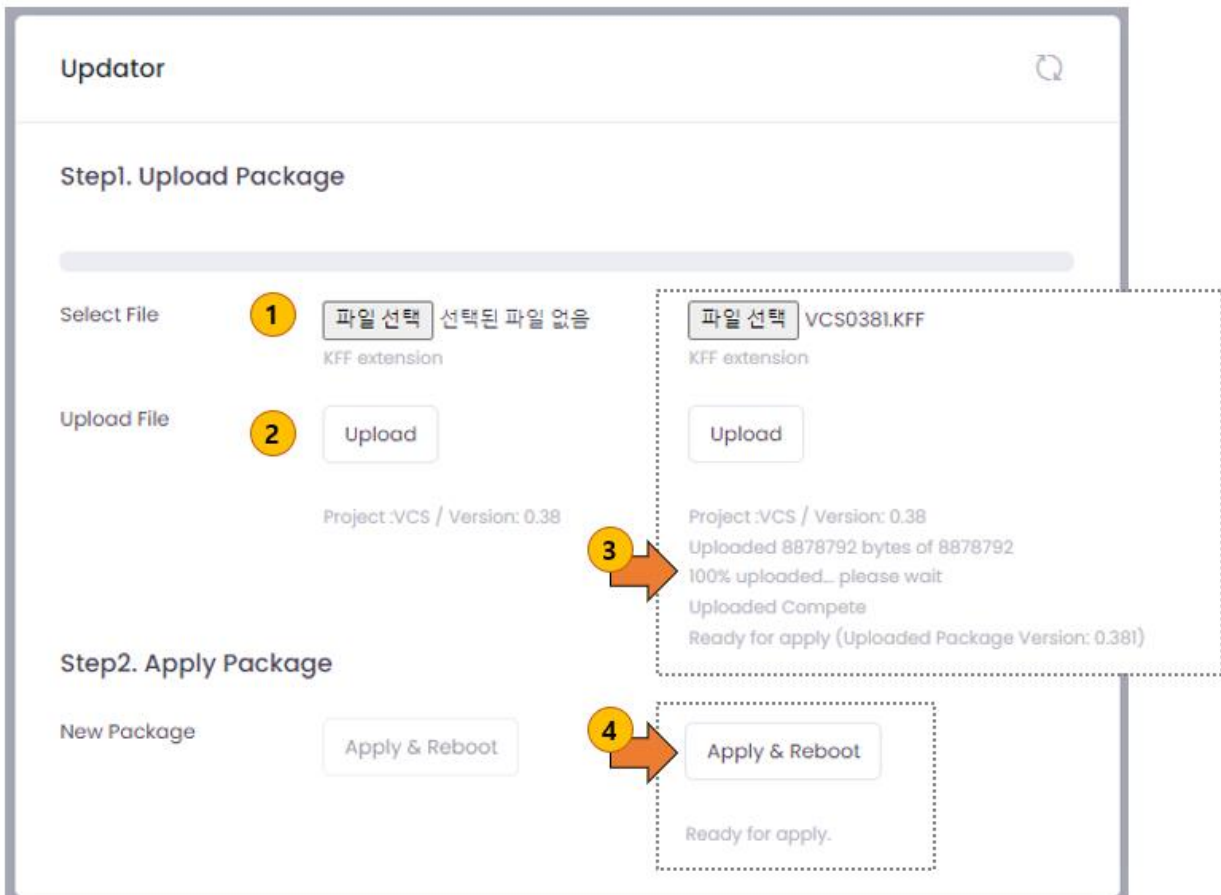 Updator
Step1. Upload Package
Select File 1 파일 선택 선택된 파일 없음 파일 선택 VCS0381.KFF
KFF extension KFF extension
Upload File 2 Upload Upload
Project :VCS / Version: 0.38 Project :VCS / Version: 0.38
3 Uploaded 8878792 bytes of 8878792
100% uploaded... please wait
Uploaded Compete
Ready for apply (Uploaded Package Version: 0.381)
Step2. Apply Package
New Package Apply & Reboot 4 Apply & Reboot
Ready for apply.